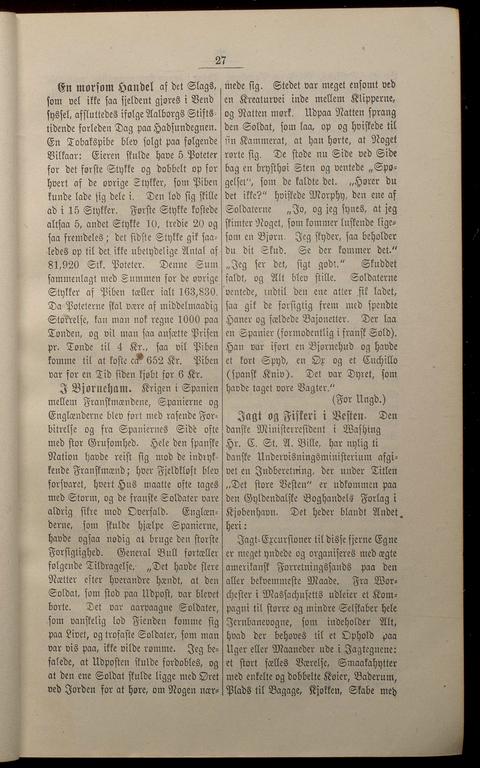 27
En morsom Handel af det Slags,
som vel ikke saa sjeldent gjøres i Vend
syssel, affluttedes ifølge Aalborgs Stifts-
tidende forleden Dag paa Hadsundegnen.
En Tobakspibe blev solgt paa følgende
Vilkaar: Eieren skulde have 5 Poteter
for det første Stykke og dobbelt op for
hvert af de øvrige Stykker, som Piben
kunde lade sig dele i. Den lod sig skille
ad i 15 Stykker. Første Stykke kostede
altsaa 5, andet Stykke 10, tredie 20 og
saa fremdeles; det sidste Stykke gik saa-
ledes op til det ikke ubetydelige Antal af
81,920 Stk. Poteter. Denne Sum
sammenlagt med Summen for de øvrige
Stykker af Piben tæller ialt 163,830.
Da Poteterne skal være af middelmaadig
Størrelse, kan man nok regne 1000 paa
Tønden, og vil man saa ansætte Prisen
pr. Tønde til 4 Kr., saa vil Piben
komme til at koste ca. 652 Kr. Piben
var for en Tid siden kjøbt for 6 Kr.
I Bjørneham. Krigen i Spanien
mellem Franskmændene, Spanierne og
Englænderne blev ført med rasende For-
bitrelse og fra Spaniernes Side ofte
med stor Grusomhed. Hele den spanske
Nation havde reist sig mod de indryk-
kende Franskmænd; hver Fjeldkløft blev
forsvaret, hvert Hus maatte ofte tages
med Storm, og de franske Soldater vare
aldrig sikre mod Overfald. Englæn-
derne, som skulde hjælpe Spanierne,
havde ogsaa nødig at bruge den største
Forsigtighed. General Bull fortæller
følgende Tildragelse. „Det havde flere
Nætter efter hverandre hændt, at den
Soldat, som stod paa Udpost, var blevet
borte. Det var aarvaagne Soldater,
som vanskelig lod Fienden komme sig
paa Livet, og trofaste Soldater, som man
var vis paa, ikke vilde rømme. Jeg be-
falede, at Udposten skulde fordobles, og
at den ene Soldat skulde ligge med Øret
ved Jorden for at høre, om Nogen nær-
mede sig. Stedet var meget ensomt ved
en Kreaturvei inde mellem Klipperne,
og Natten mørk. Udpaa Natten sprang
den Soldat, som laa, op og hviskede til
sin Kammerat, at han hørte, at Noget
rørte sig. De stode nu Side ved Side
bag en brysthøi Sten og ventede „Spø-
gelset“, som de kaldte det. „Hører du
det ikke?“ hviskede Morphy, den ene af
Soldaterne „Jo, og jeg synes, at jeg
skimter Noget, som kommer luskende lige-
som en Bjørn. Jeg skyder, saa beholder
du dit Skud. Se der kommer det.“
„Jeg ser det, sigt godt.“ Skuddet
faldt, og Alt blev stille. Soldaterne
ventede, indtil den ene atter fik ladet,
saa gik de forsigtig frem med spendte
Haner og fældede Bajonetter. Der laa
en Spanier (formodentlig i fransk Sold).
Han var ifort en Bjørnehud og havde
et kort Spyd, en Øx og et Cuchillo
(spansk Kniv). Det var Dyret, som
havde taget vore Vagter.“
(For Ungd.)
Jagt og Fiskeri i Vesten. Den
danske Ministerresident i Washing
Hr. C. St. A. Bille, har nylig ti
danske Undervisningsministerium afgi-
vet en Indberetning, der under Titlen
„Det store Vesten“ er udkommen paa
den Gyldendalske Boghandels Forlag i
Kjøbenhavn. Det heder blandt Andet
heri:
Jagt-Excursioner til disse fjerne Egne
er meget yndede og organiseres med ægte
amerikansk Forretningssands paa den
aller bekvemmeste Maade. Fra Wor-
chester i Massachusetts udleier et Kom-
pagni til større og mindre Selskaber hele
Jernbanevogne, som indeholder Alt,
hvad der behøves til et Ophold paa
Uger eller Maaneder ude i Jagtegnene:
et stort fælles Værelse, Smaakahytter
med enkelte og dobbelte Køier, Baderum,
Plads til Bagage, Kjøkken, Skabe med